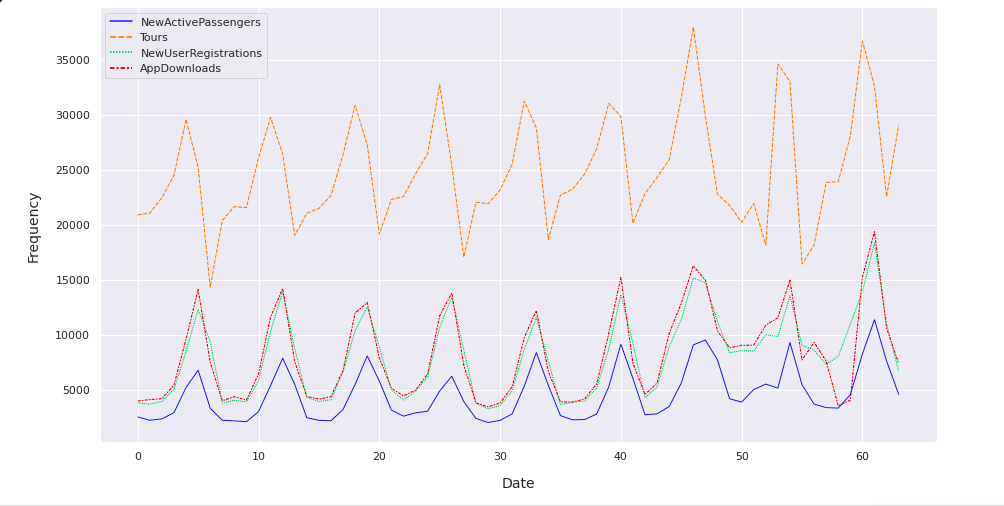 NewActivePassengers
Tours
NewUserRegistrations
AppDownloads
35000
30000
25000
20000
15000
10000
5000
Frequency
0 10 20 30 40 50 60
Date